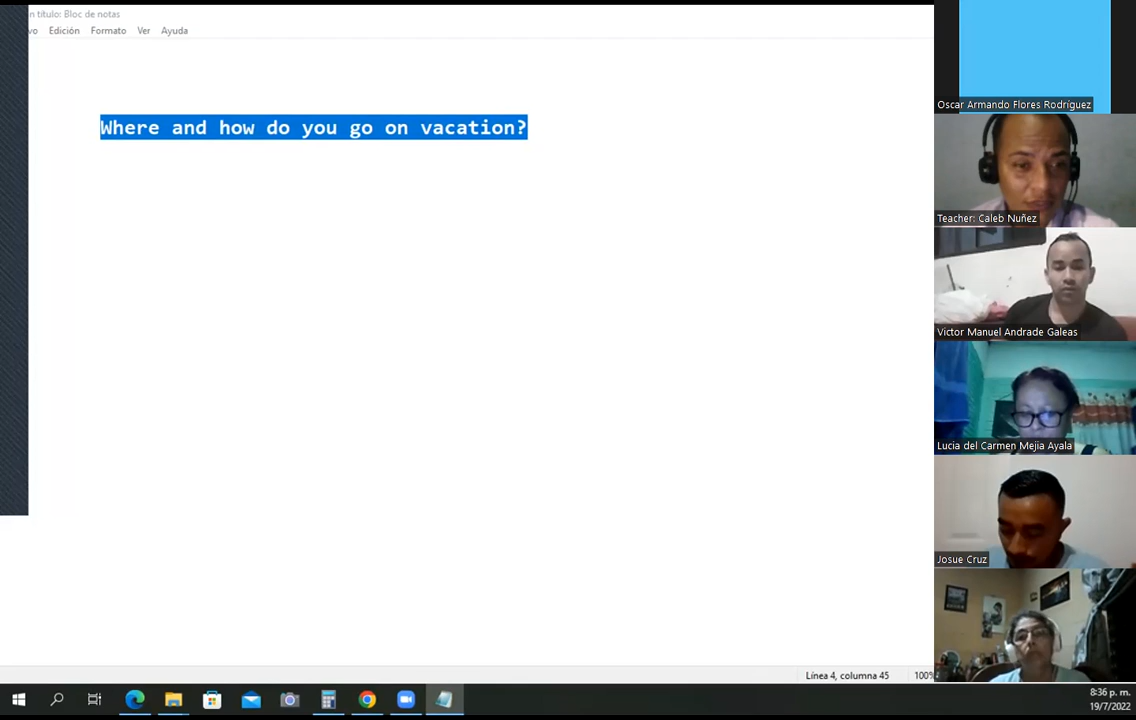 n título: Bloc de notas
vo Edición Formato Ver Ayuda
Where and how do you go on vacation?
Oscar Armando Flores Rodríguez
Teacher: Caleb Nuñez
Victor Manuel Andrade Galeas
Lucia del Carmen Mejia Ayala
Josue Cruz
Línea 4, columna 45 100%
8:36 p. m.
19/7/2022